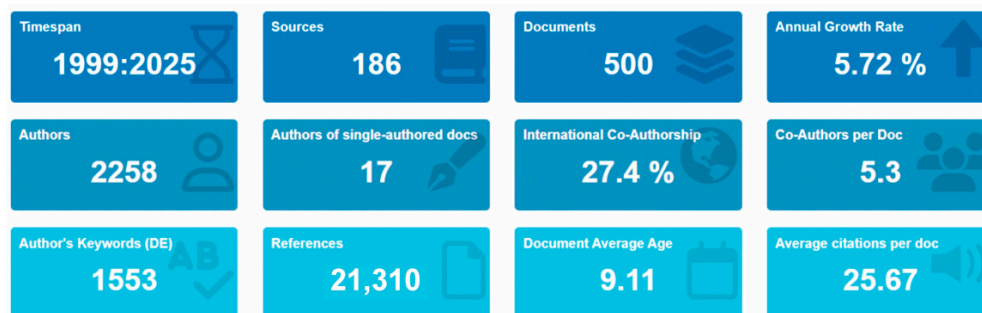 Timespan
1999:2025
Sources
186
Documents
500
Annual Growth Rate
5.72 %
Authors
2258
Authors of single-authored docs
17
International Co-Authorship
27.4 %
Co-Authors per Doc
5.3
Author's Keywords (DE)
1553
AB
References
21,310
Document Average Age
9.11
Average citations per doc
25.67